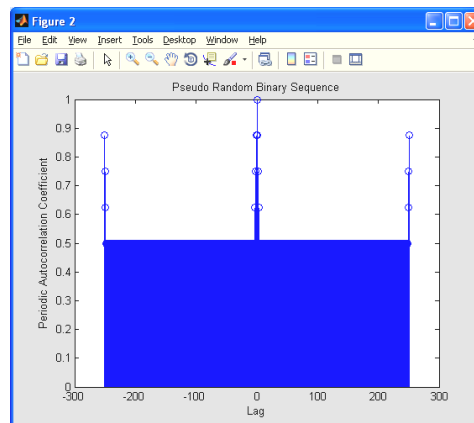 Figure 2
File Edit View Insert Tools Desktop Window Help
Pseudo Random Binary Sequence
Periodic Autocorrelation Coefficient
1
0.9
0.8
0.7
0.6
0.5
0.4
0.3
0.2
0.1
0
-300 -200 -100 0 100 200 300
Lag